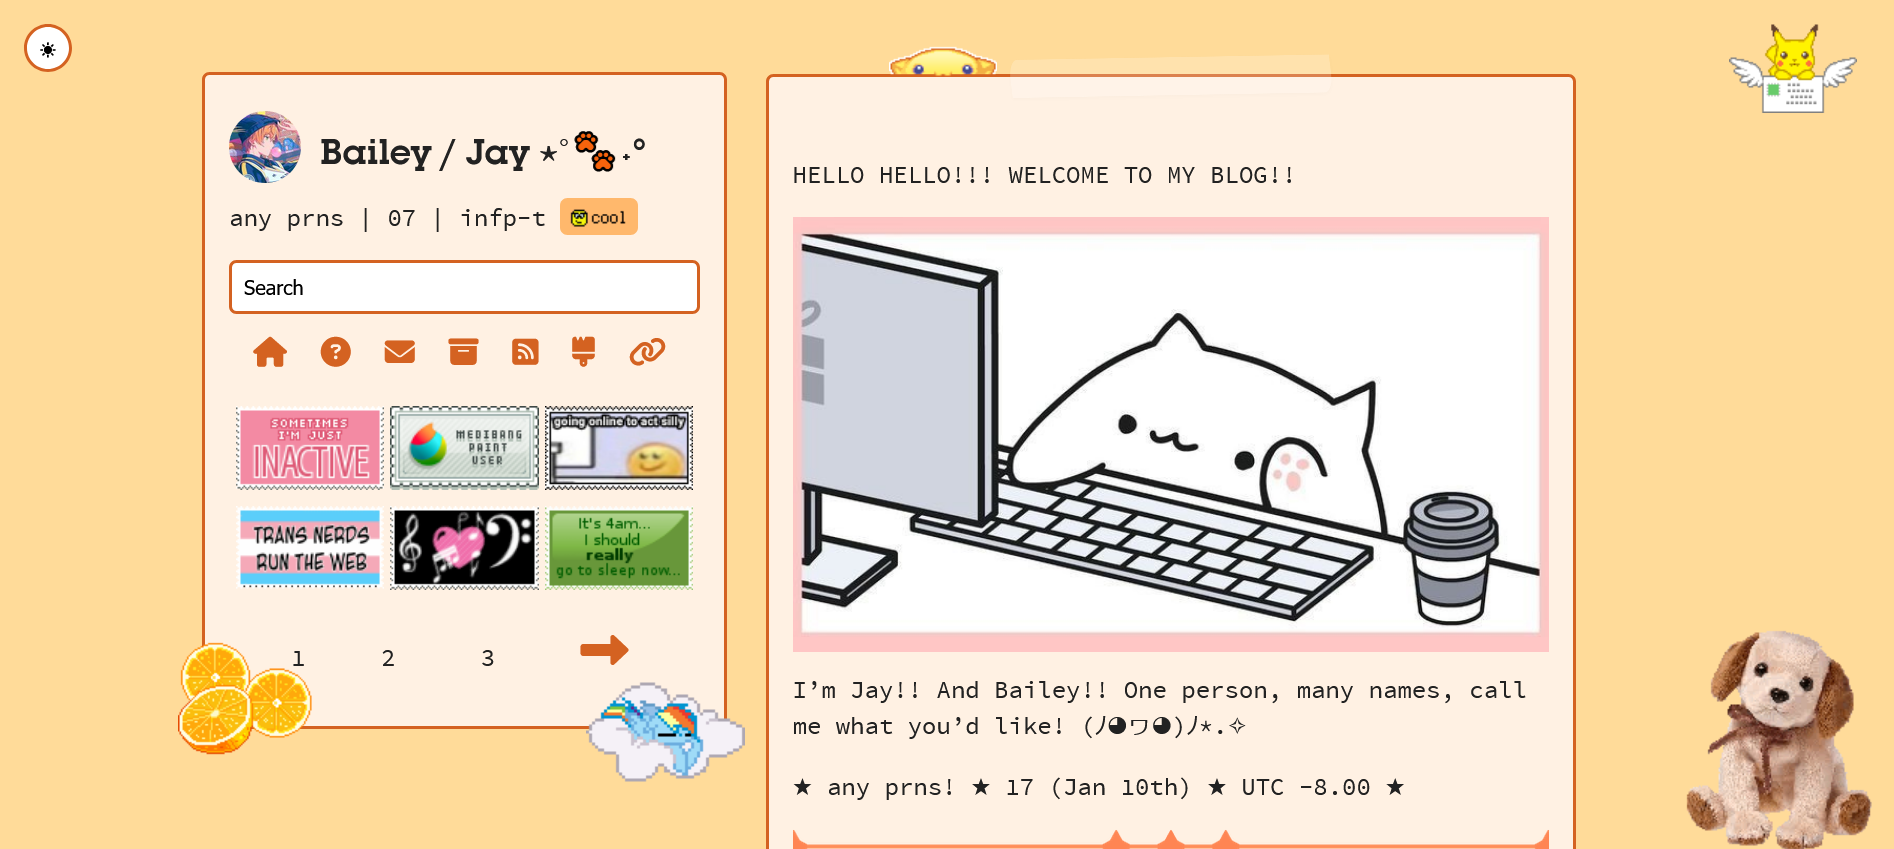 Bailey / Jay ⋆˚🐾˖°
any prns | 07 | infp-t cool
Search
SOMETIMES
I'M JUST
INACTIVE
MEDIBANG
PAINT
USER
going online to act silly
TRANS NERDS
RUN THE WEB
It's 4am...
I should
really
go to sleep now...
1 2 3
HELLO HELLO!!! WELCOME TO MY BLOG!!
I’m Jay!! And Bailey!! One person, many names, call
me what you’d like! (ﾉ◕ヮ◕)ﾉ*.✧
★ any prns! ★ 17 (Jan 10th) ★ UTC -8.00 ★